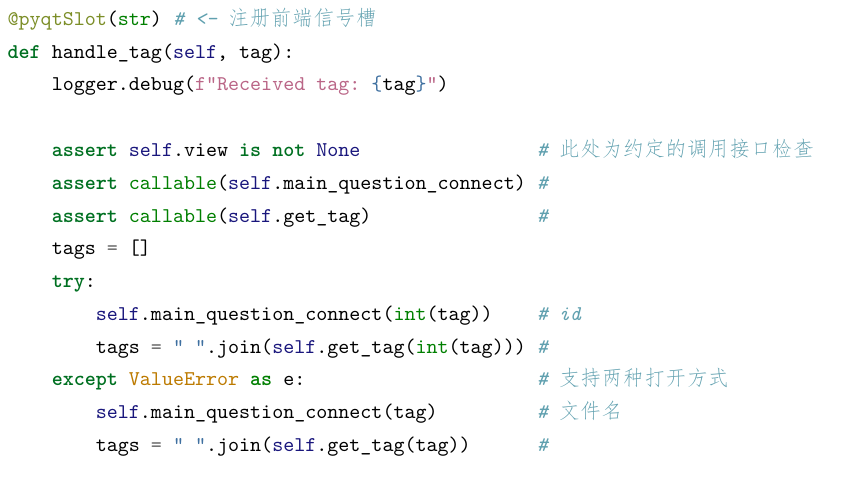 @pyqtSlot(str) # <- 注册前端信号槽
def handle_tag(self, tag):
    logger.debug(f"Received tag: {tag}")

    assert self.view is not None                # 此处为约定的调用接口检查
    assert callable(self.main_question_connect) #
    assert callable(self.get_tag)               #
    tags = []
    try:
        self.main_question_connect(int(tag))    # id
        tags = " ".join(self.get_tag(int(tag))) #
    except ValueError as e:                     # 支持两种打开方式
        self.main_question_connect(tag)         # 文件名
        tags = " ".join(self.get_tag(tag))      #